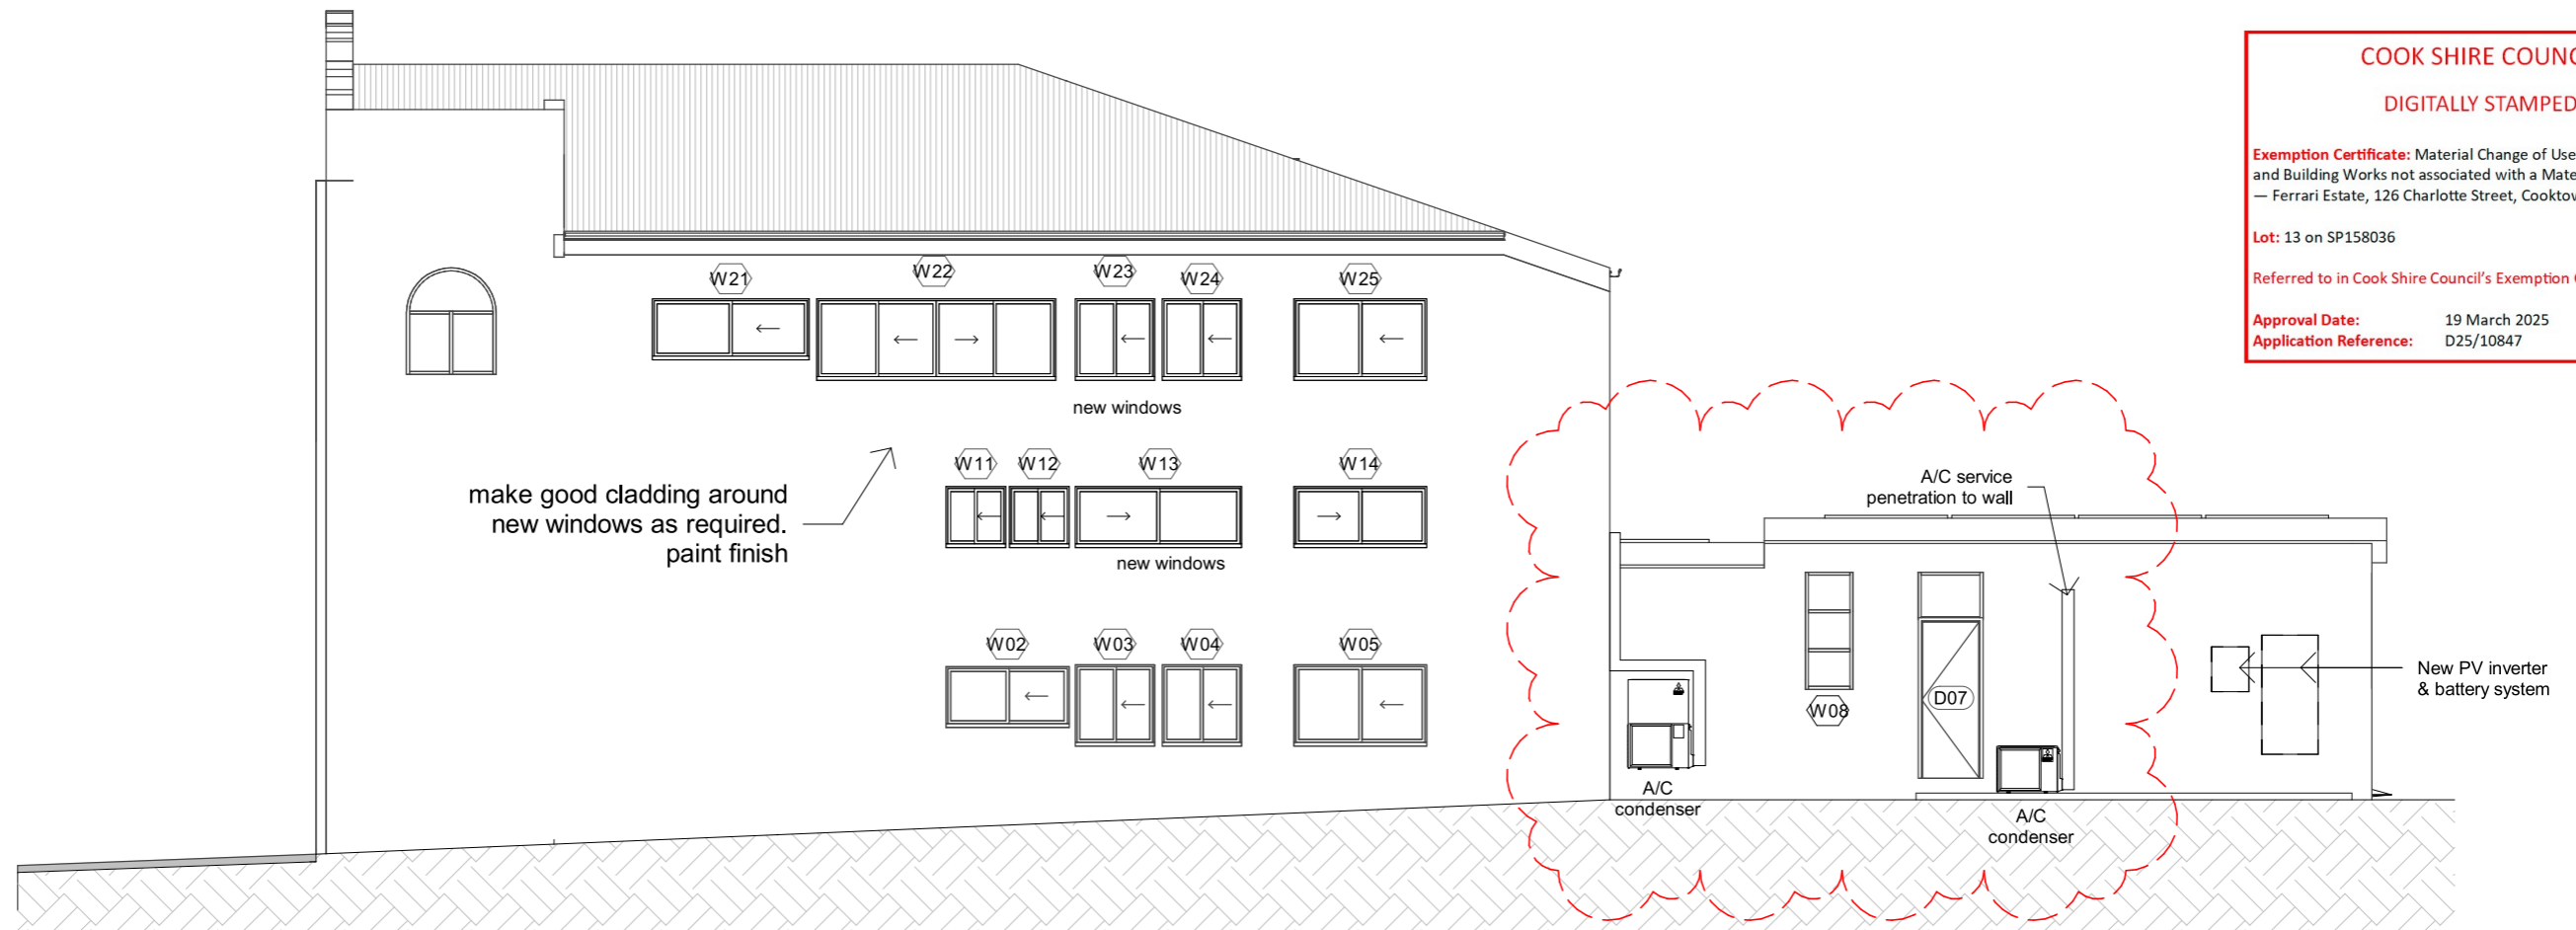 COOK SHIRE COUNC
DIGITALLY STAMPED
Exemption Certificate: Material Change of Use
and Building Works not associated with a Mate
— Ferrari Estate, 126 Charlotte Street, Cooktow
Lot: 13 on SP158036
Referred to in Cook Shire Council's Exemption
Approval Date: 19 March 2025
Application Reference: D25/10847
W21
W22
W23
W24
W25
new windows
make good cladding around
new windows as required.
paint finish
W11
W12
W13
W14
new windows
A/C service
penetration to wall
W02
W03
W04
W05
W08
D07
New PV inverter
& battery system
A/C
condenser
A/C
condenser